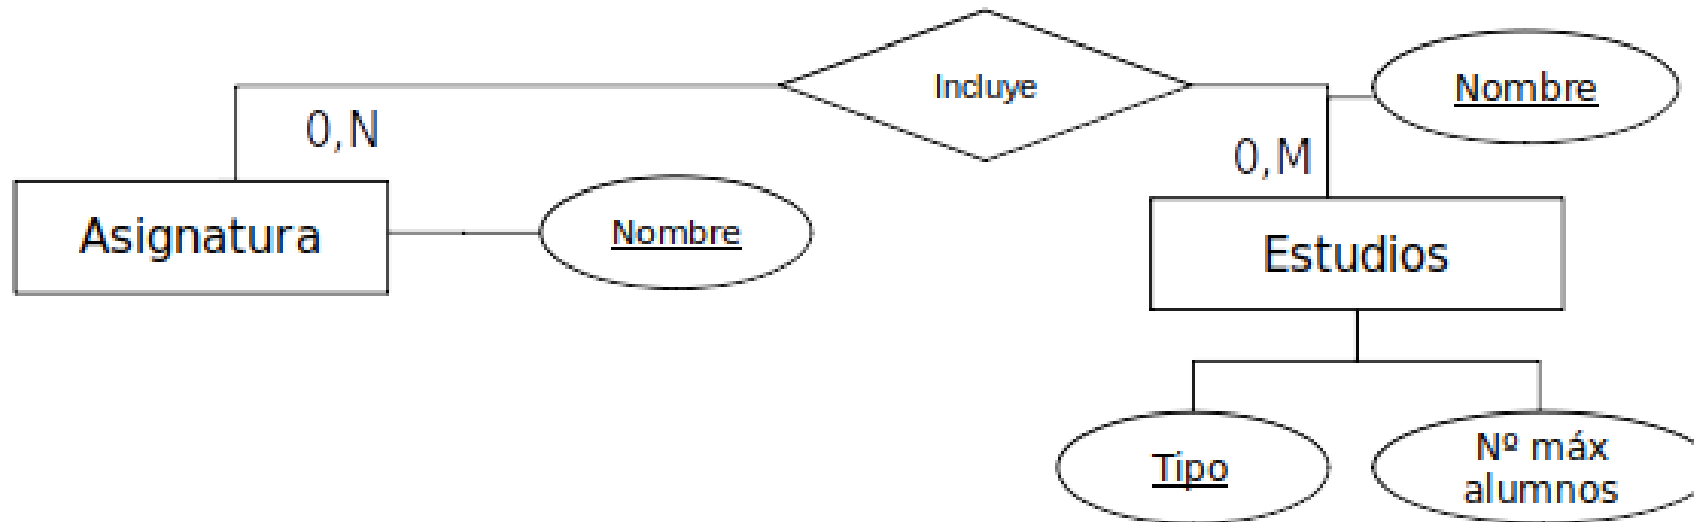 Incluye
Nombre
0,N
0,M
Asignatura
Nombre
Estudios
Tipo
Nº máx
alumnos